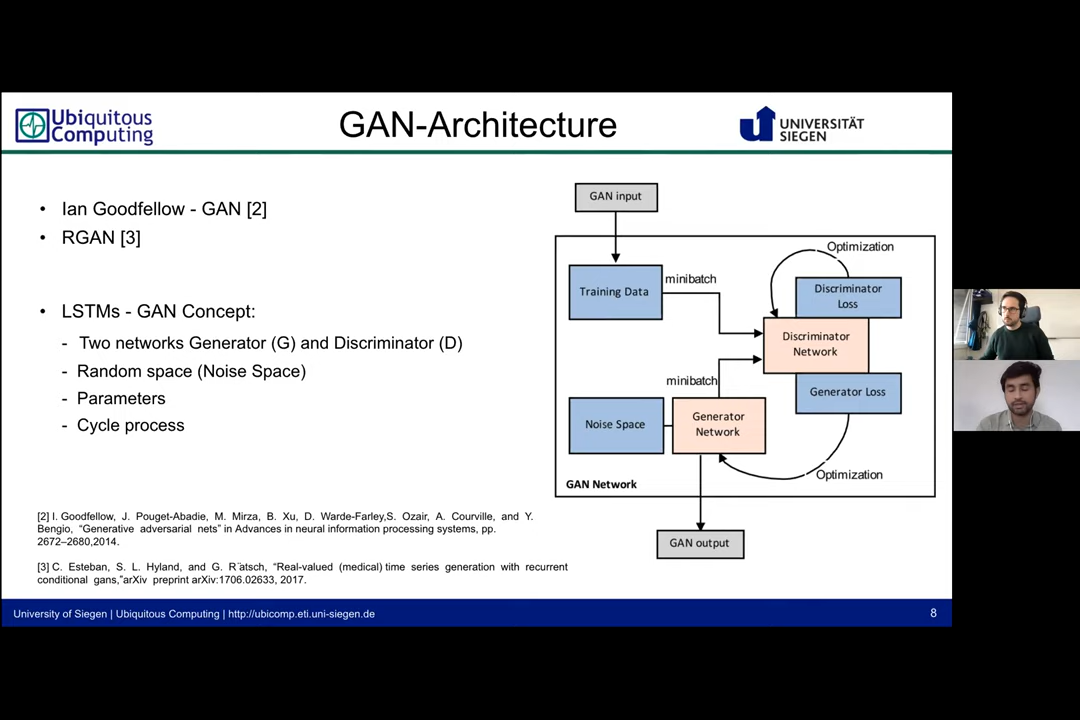 Ubiquitous
Computing
GAN-Architecture
UNIVERSITÄT
SIEGEN
• Ian Goodfellow - GAN [2]
• RGAN [3]
• LSTMs - GAN Concept:
- Two networks Generator (G) and Discriminator (D)
- Random space (Noise Space)
- Parameters
- Cycle process
[2] I. Goodfellow, J. Pouget-Abadie, M. Mirza, B. Xu, D. Warde-Farley,S. Ozair, A. Courville, and Y.
Bengio, “Generative adversarial nets” in Advances in neural information processing systems, pp.
2672–2680,2014.
[3] C. Esteban, S. L. Hyland, and G. R ̈atsch, “Real-valued (medical) time series generation with recurrent
conditional gans,”arXiv preprint arXiv:1706.02633, 2017.
GAN input
Optimization
Training Data
minibatch
Discriminator
Loss
Discriminator
Network
minibatch
Generator Loss
Noise Space
Generator
Network
Optimization
GAN Network
GAN output
University of Siegen | Ubiquitous Computing | http://ubicomp.eti.uni-siegen.de
8